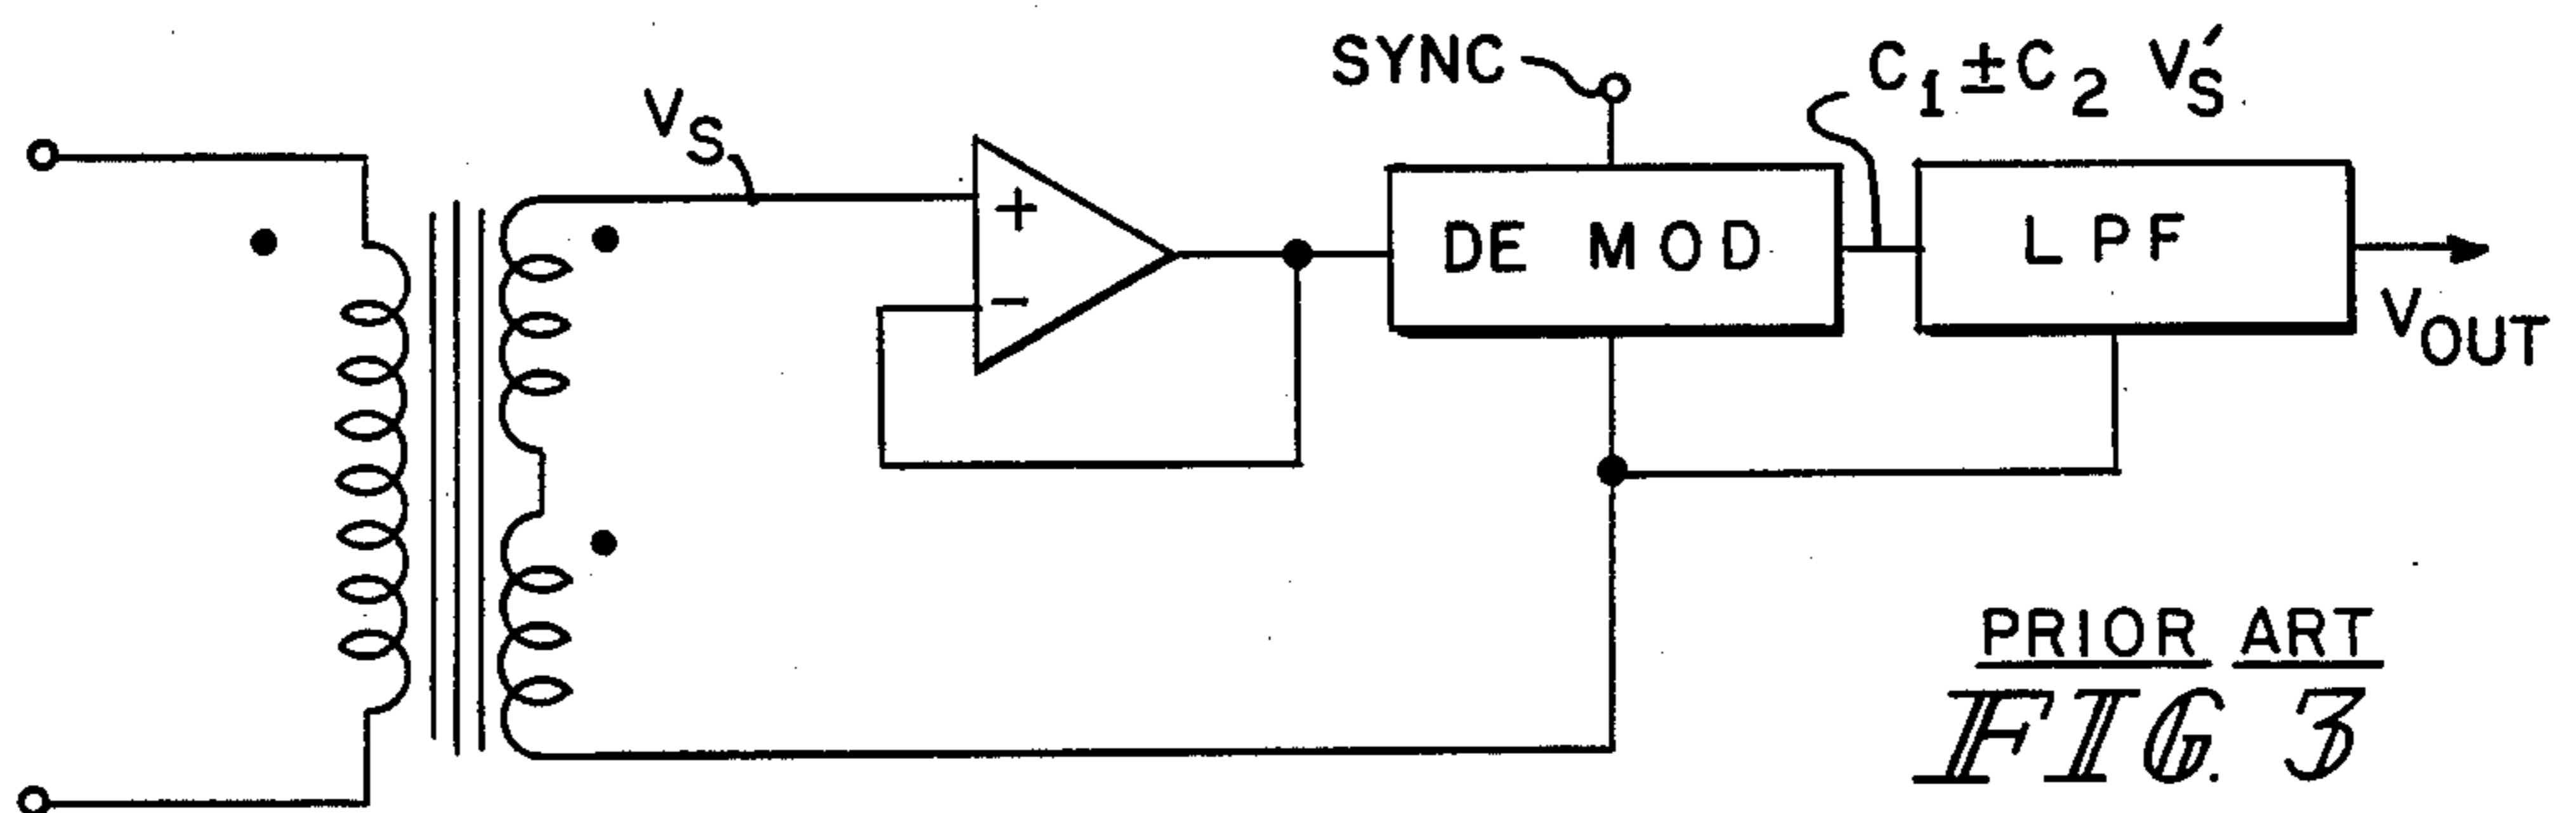 SYNC
C₁±C₂ V'S
VS
+
−
DE MOD
LPF
VOUT
PRIOR ART
FIG. 3